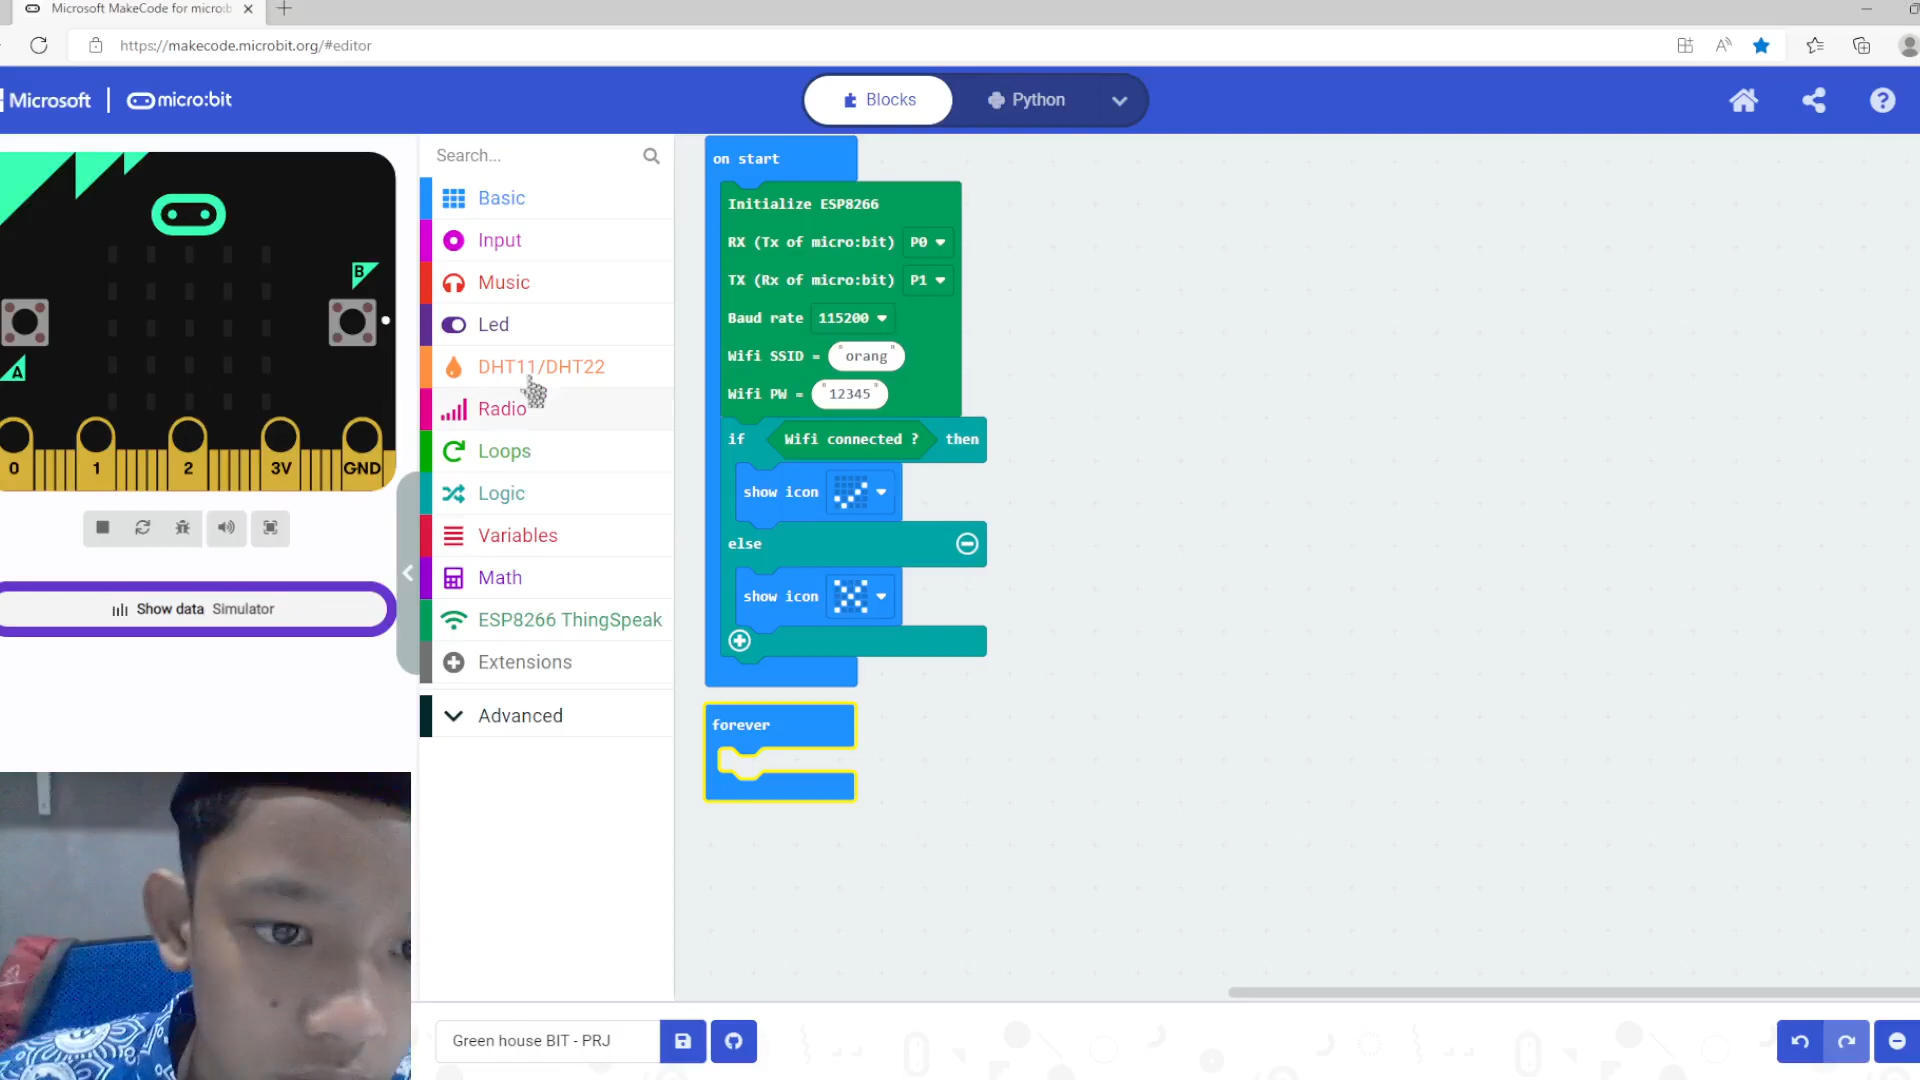 Microsoft MakeCode for micro:b
https://makecode.microbit.org/#editor
Microsoft
micro:bit
Blocks
Python
Search...
Basic
Input
Music
Led
DHT11/DHT22
Radio
Loops
Logic
Variables
Math
ESP8266 ThingSpeak
Extensions
Advanced
B
A
0
1
2
3V
GND
Show data Simulator
on start
Initialize ESP8266
RX (Tx of micro:bit) P0
TX (Rx of micro:bit) P1
Baud rate 115200
Wifi SSID = "orang"
Wifi PW = "12345"
if Wifi connected ? then
show icon
else
show icon
forever
Green house BIT - PRJ